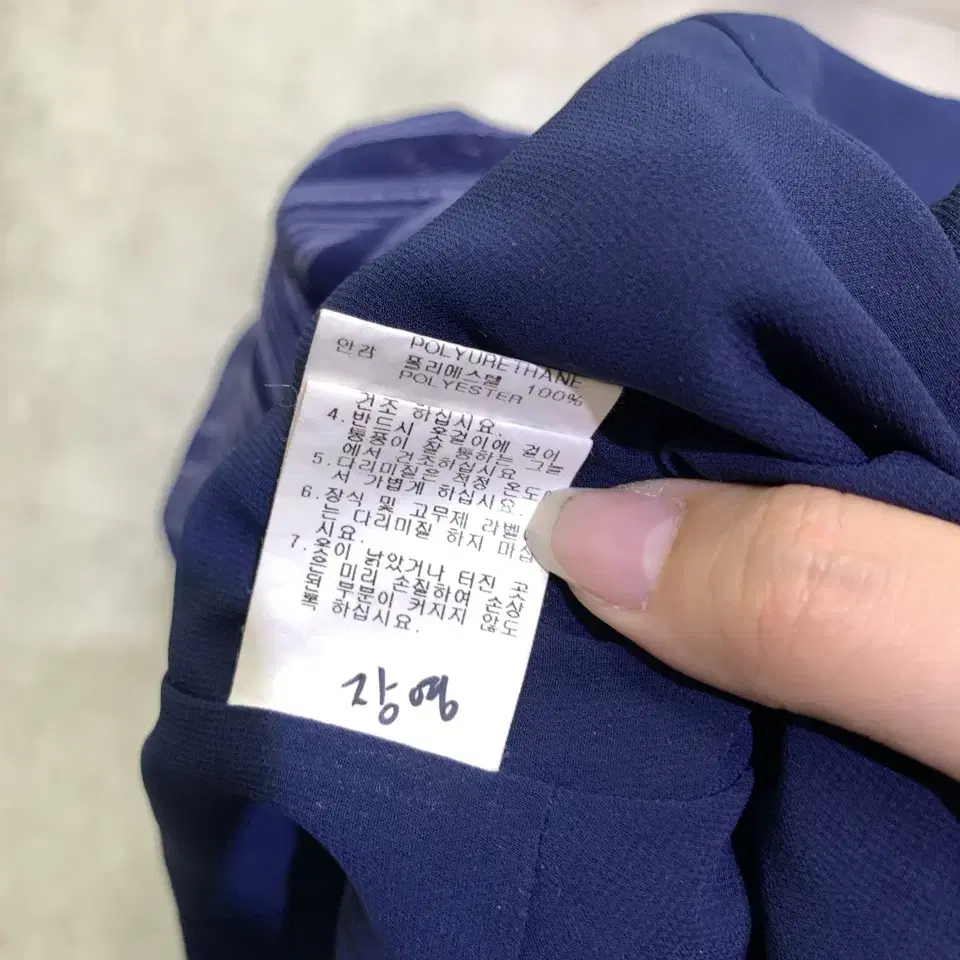 POLYURETHANE
안감 폴리에스텔 100%
POLYESTER
건조 하십시요.
4.반드시 옷걸이에 걸어
통풍이 잘통하는 그늘
에서 건조하십시요
5.다리미질은 적정 온도
서 가볍게 하십시요.
6.장식 및 고무제 라벨
는 다리미질 하지 마십
시요.
7.옷이 낡았거나 터진 곳
은 미리 손질하여 손상
된 부분이 커지지 않도
록 하십시요.
장영